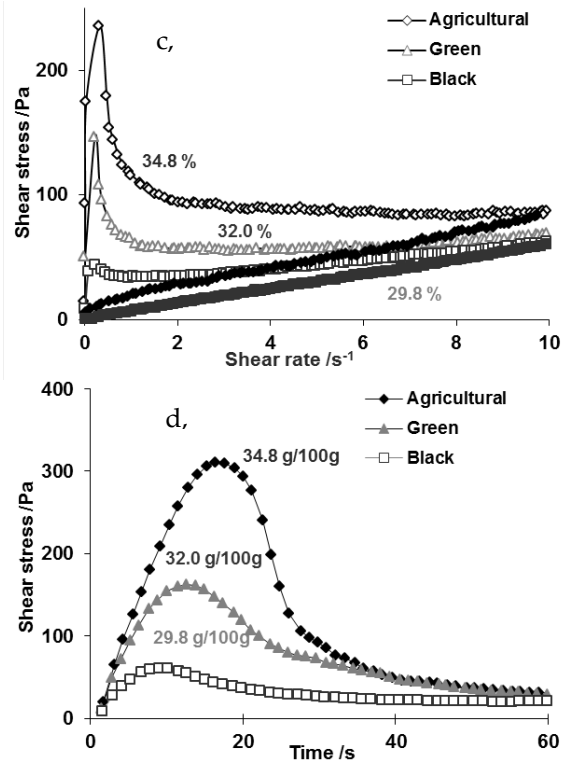 c,
Agricultural
Green
Black
Shear stress /Pa
200
100
0
34.8 %
32.0 %
29.8 %
0 2 4 6 8 10
Shear rate /s-1
d,
Agricultural
Green
Black
Shear stress /Pa
400
300
200
100
0
34.8 g/100g
32.0 g/100g
29.8 g/100g
0 20 40 60
Time /s